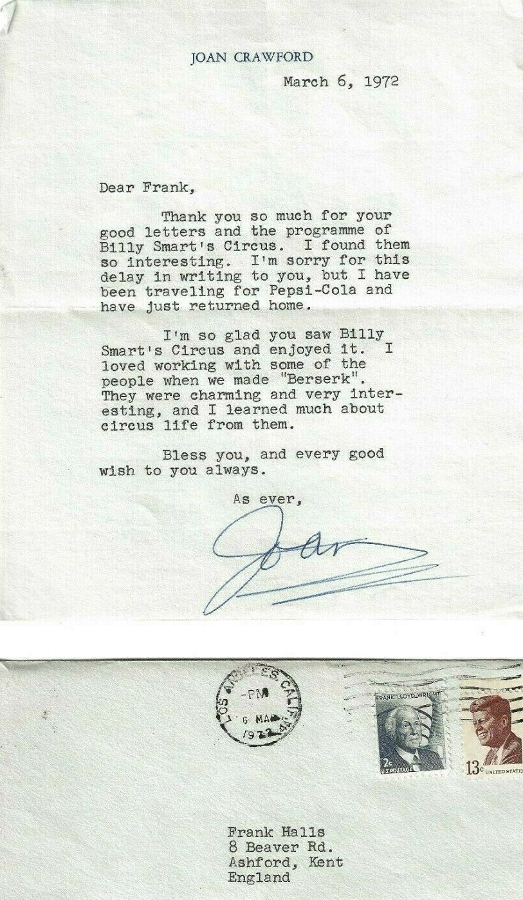 JOAN CRAWFORD
March 6, 1972
Dear Frank,
Thank you so much for your
good letters and the programme of
Billy Smart's Circus. I found them
so interesting. I'm sorry for this
delay in writing to you, but I have
been traveling for Pepsi-Cola and
have just returned home.
I'm so glad you saw Billy
Smart's Circus and enjoyed it. I
loved working with some of the
people when we made "Berserk".
They were charming and very inter-
esting, and I learned much about
circus life from them.
Bless you, and every good
wish to you always.
As ever,
Joan
LOS ANGELES, CALIF.
-PM
6 MAR
1972
FRANK LLOYD WRIGHT
2c
13c
UNITED STATES
Frank Halls
8 Beaver Rd.
Ashford, Kent
England